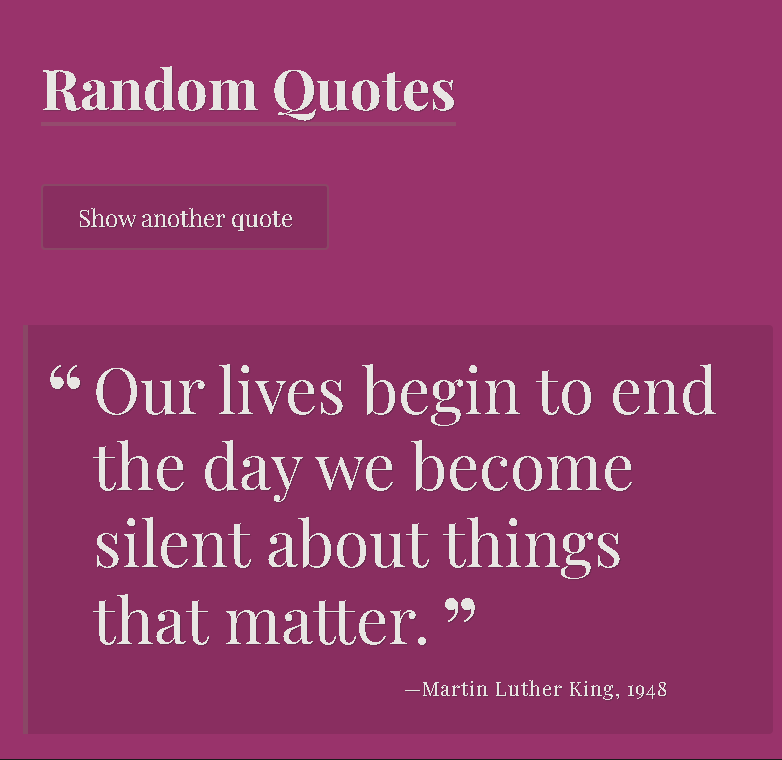 Random Quotes
Show another quote
“ Our lives begin to end
the day we become
silent about things
that matter. ”
—Martin Luther King, 1948